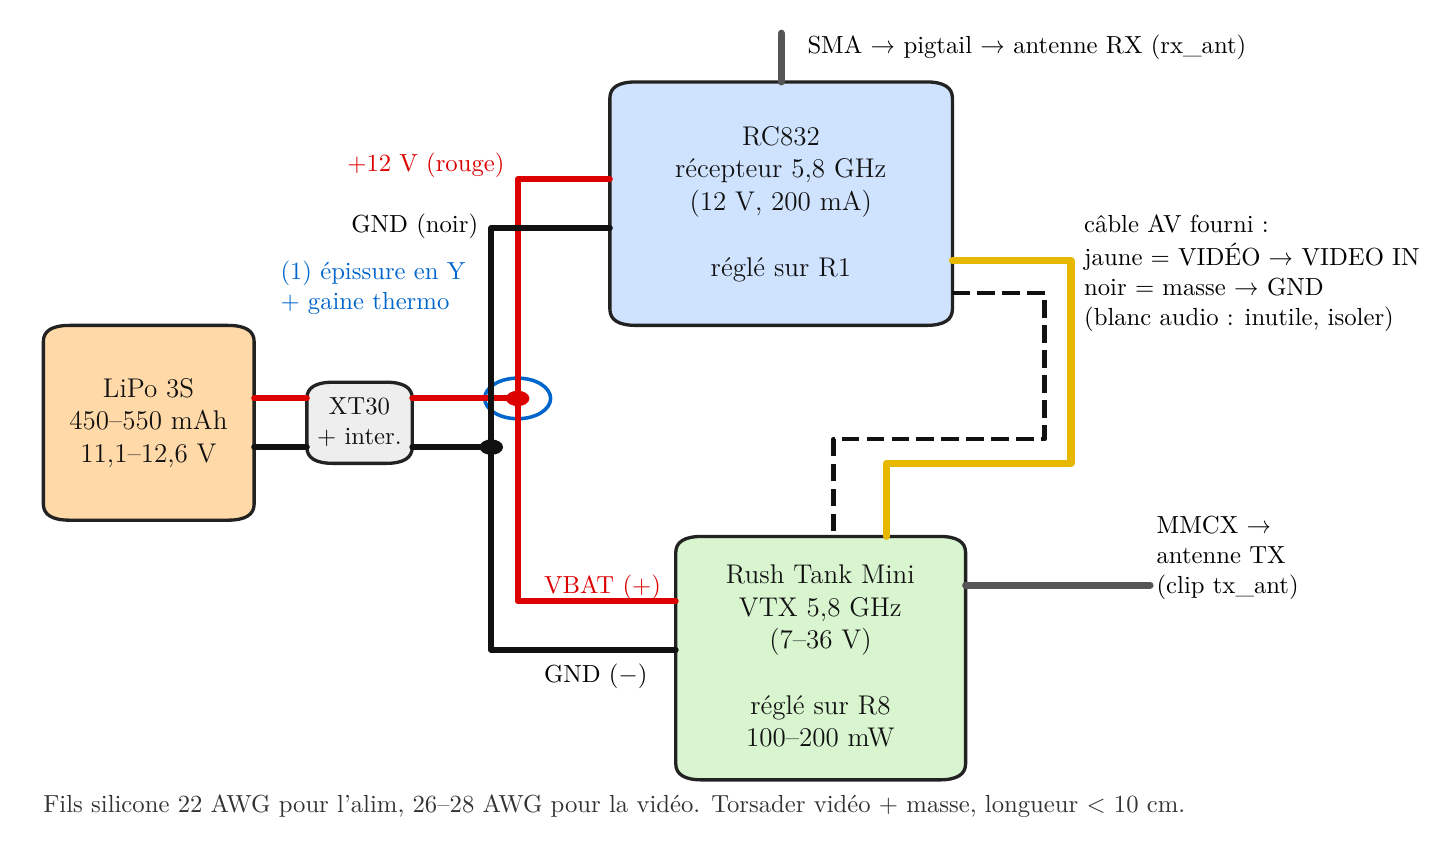 SMA → pigtail → antenne RX (rx_ant)
RC832
récepteur 5,8 GHz
(12 V, 200 mA)
réglé sur R1
+12 V (rouge)
GND (noir)
(1) épissure en Y
+ gaine thermo
câble AV fourni :
jaune = VIDÉO → VIDEO IN
noir = masse → GND
(blanc audio : inutile, isoler)
LiPo 3S
450–550 mAh
11,1–12,6 V
XT30
+ inter.
MMCX →
antenne TX
(clip tx_ant)
VBAT (+)
GND (−)
Rush Tank Mini
VTX 5,8 GHz
(7–36 V)
réglé sur R8
100–200 mW
Fils silicone 22 AWG pour l'alim, 26–28 AWG pour la vidéo. Torsader vidéo + masse, longueur < 10 cm.